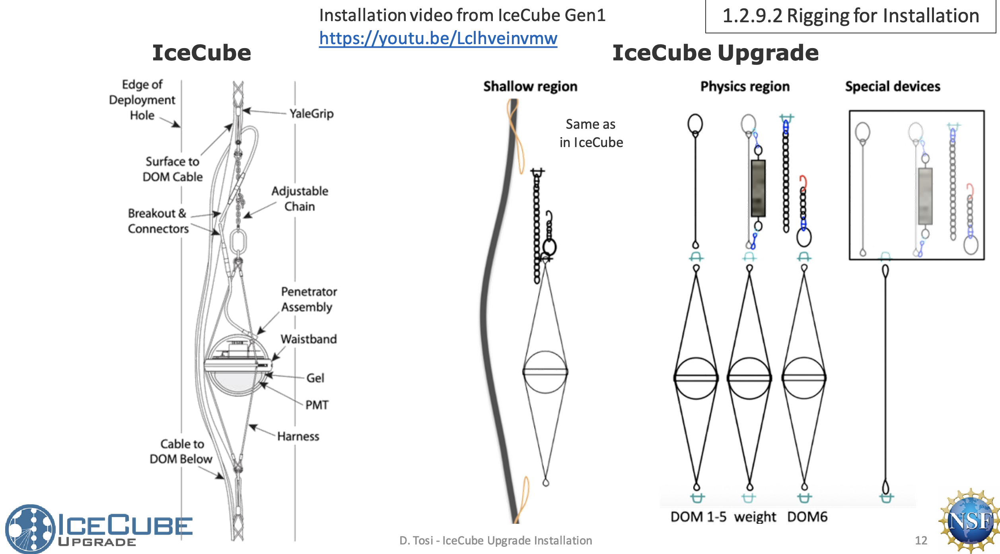 Installation video from IceCube Gen1
https://youtu.be/Lclhveinvmw
1.2.9.2 Rigging for Installation
IceCube
IceCube Upgrade
Edge of
Deployment
Hole
YaleGrip
Surface to
DOM Cable
Adjustable
Chain
Breakout &
Connectors
Penetrator
Assembly
Waistband
Gel
PMT
Harness
Cable to
DOM Below
Shallow region
Same as
in IceCube
Physics region
Special devices
DOM 1-5
weight
DOM6
ICECUBE
UPGRADE
D. Tosi - IceCube Upgrade Installation
12
NSF